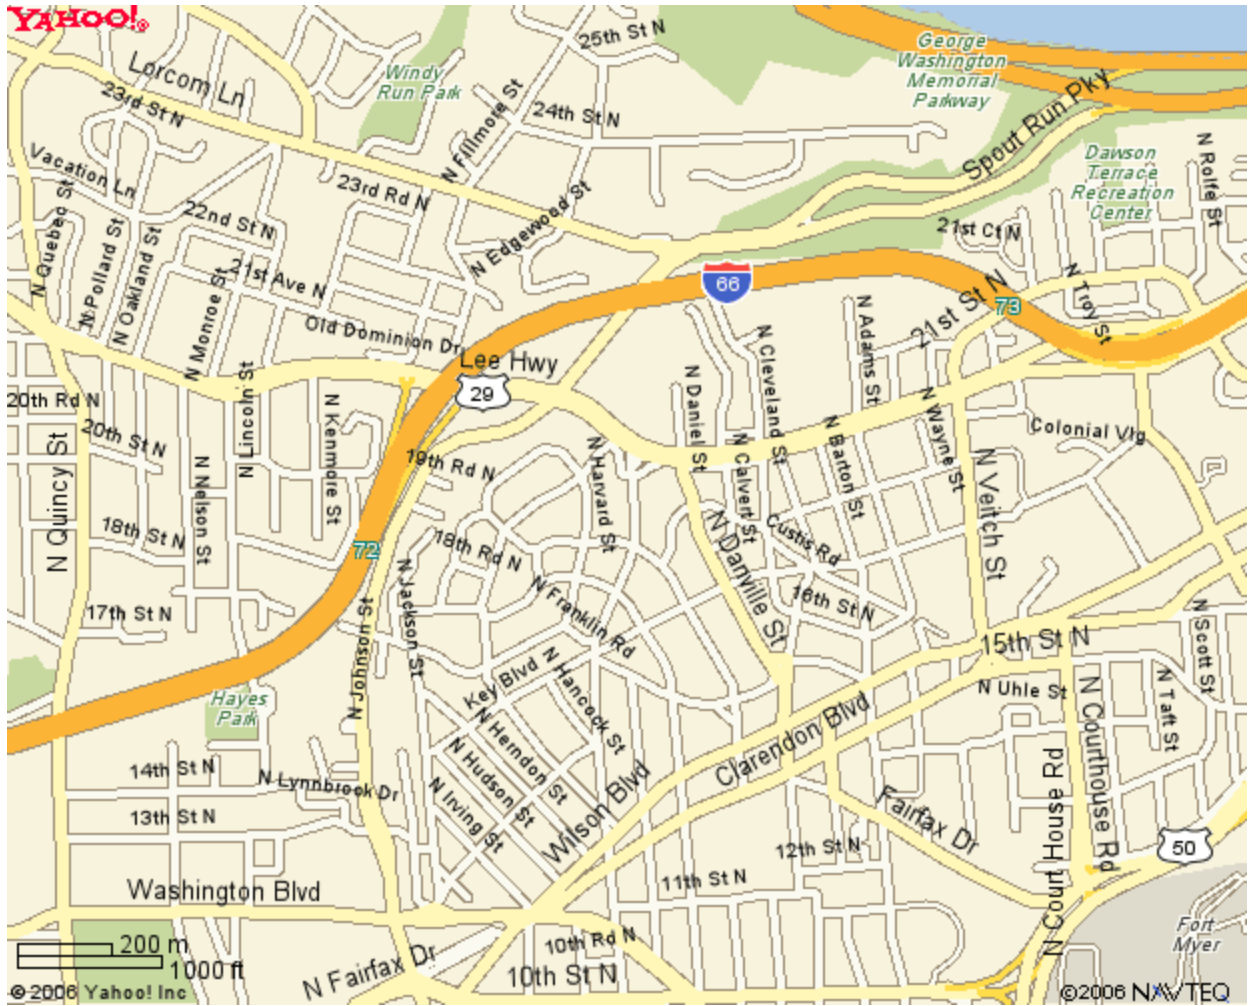 YAHOO!®
25th St N
George
Washington
Memorial
Parkway
Lorcom Ln
Windy
Run Park
23rd St N
N Fillmore St
24th St N
Spout Run Pky
Dawson
Terrace
Recreation
Center
N Rolfe St
Vacation Ln
23rd Rd N
N Quebec St
22nd St N
N Edgewood St
21st Ct N
N Pollard St
N Oakland St
21st Ave N
N Monroe St
66
N Troy St
73
21st St N
Old Dominion Dr
Lee Hwy
N Adams St
N Cleveland St
29
20th Rd N
N Lincoln St
N Kenmore St
N Daniel St
N Wayne St
Colonial Vlg
20th St N
N Quincy St
N Nelson St
19th Rd N
N Harvard St
N Calvert St
N Barton St
N Veitch St
18th St N
72
18th Rd N
N Danville St
Custis Rd
N Jackson St
N Franklin Rd
16th St N
17th St N
N Johnson St
15th St N
N Scott St
Hayes
Park
Key Blvd
N Hancock St
N Uhle St
N Taft St
N Herndon St
Clarendon Blvd
N Courthouse Rd
14th St N
N Lynnbrook Dr
N Hudson St
N Irving St
Wilson Blvd
Fairfax Dr
N Court House Rd
13th St N
12th St N
50
Washington Blvd
11th St N
10th Rd N
Fort
Myer
200 m
1000 ft
N Fairfax Dr
10th St N
©2006 Yahoo! Inc
©2006 NAVTEQ